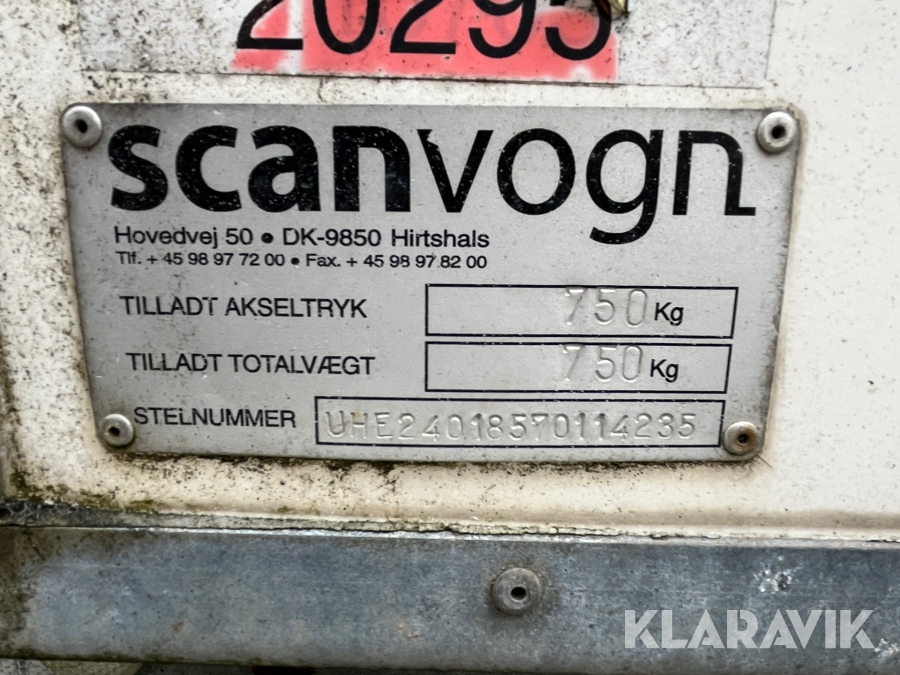 20295
scanvogn
Hovedvej 50 • DK-9850 Hirtshals
Tlf. + 45 98 97 72 00 • Fax. + 45 98 97 82 00
TILLADT AKSELTRYK 750 Kg
TILLADT TOTALVÆGT 750 Kg
STELNUMMER UHE24018570114235
KLARAVIK